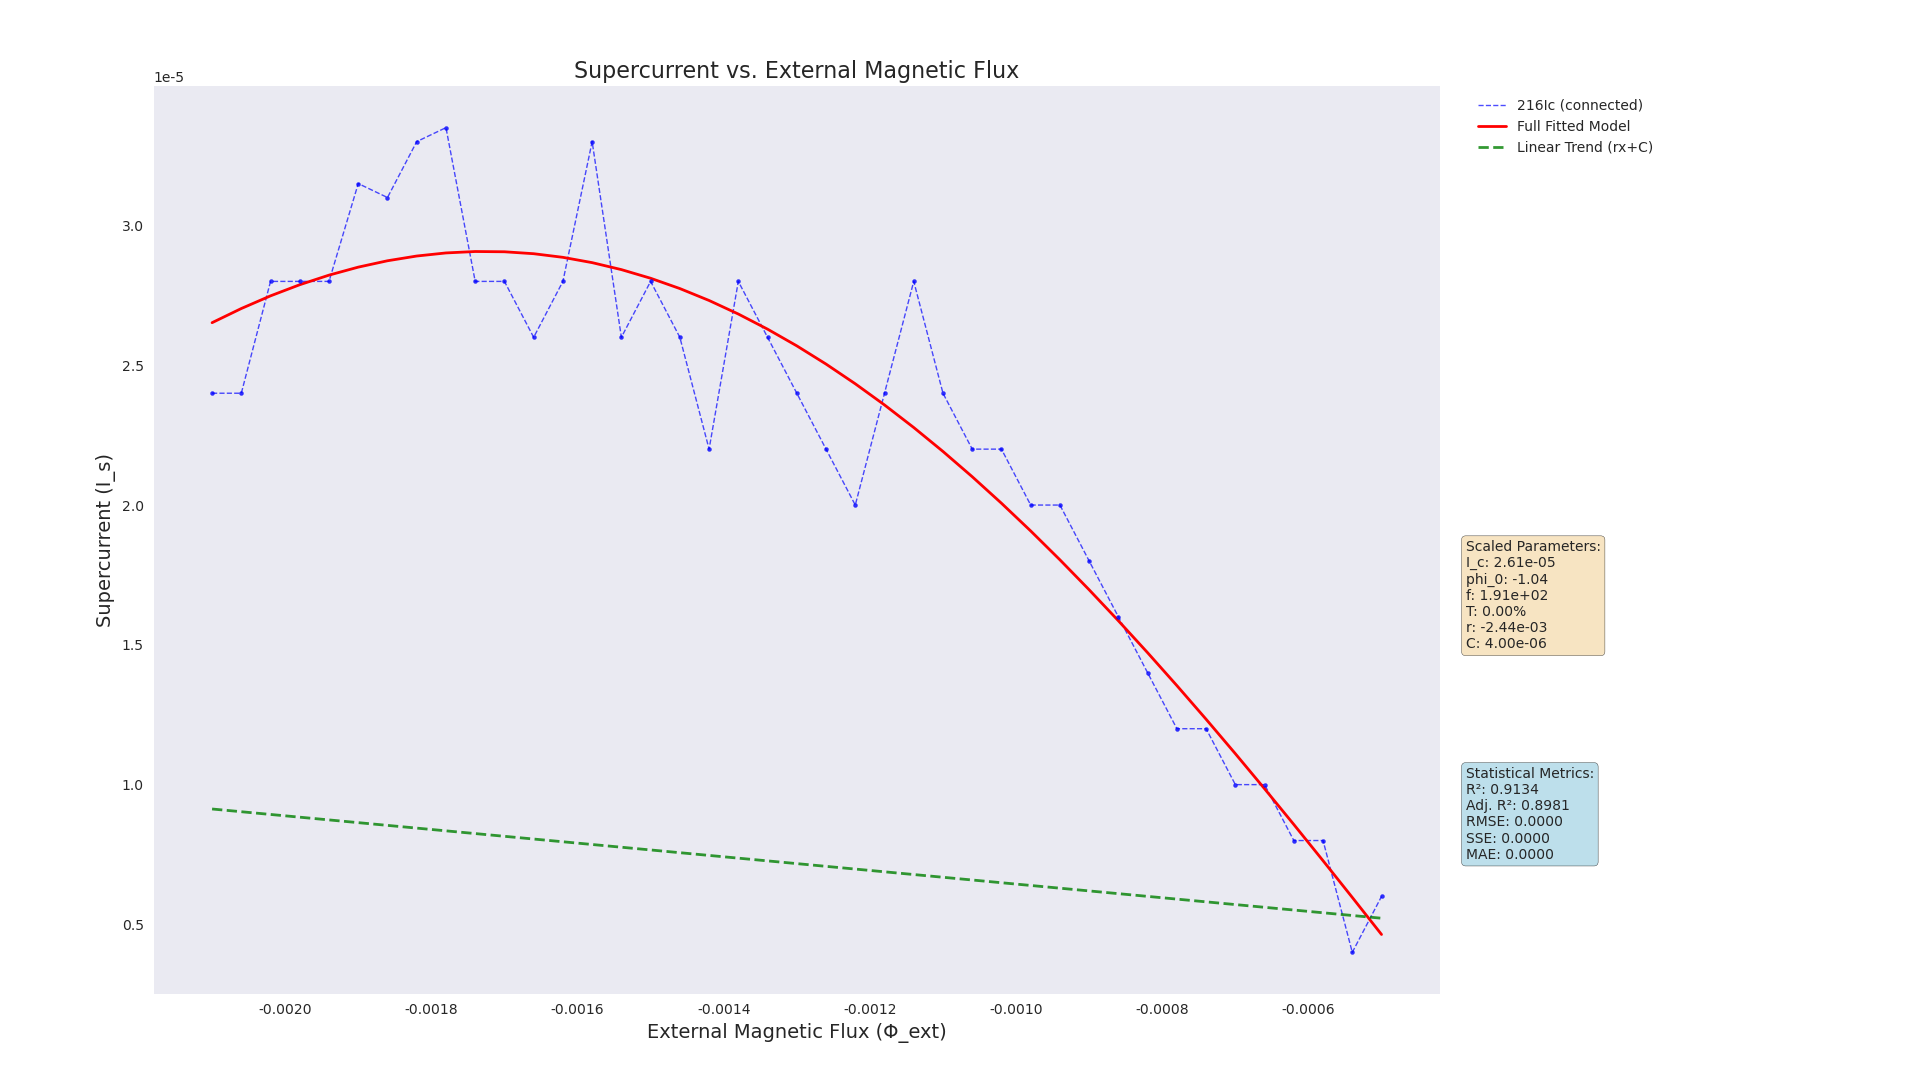 Supercurrent vs. External Magnetic Flux
1e-5
3.0
2.5
2.0
1.5
1.0
0.5
Supercurrent (I_s)
-0.0020 -0.0018 -0.0016 -0.0014 -0.0012 -0.0010 -0.0008 -0.0006
External Magnetic Flux (Φ_ext)
216Ic (connected)
Full Fitted Model
Linear Trend (rx+C)
Scaled Parameters:
I_c: 2.61e-05
phi_0: -1.04
f: 1.91e+02
T: 0.00%
r: -2.44e-03
C: 4.00e-06
Statistical Metrics:
R²: 0.9134
Adj. R²: 0.8981
RMSE: 0.0000
SSE: 0.0000
MAE: 0.0000